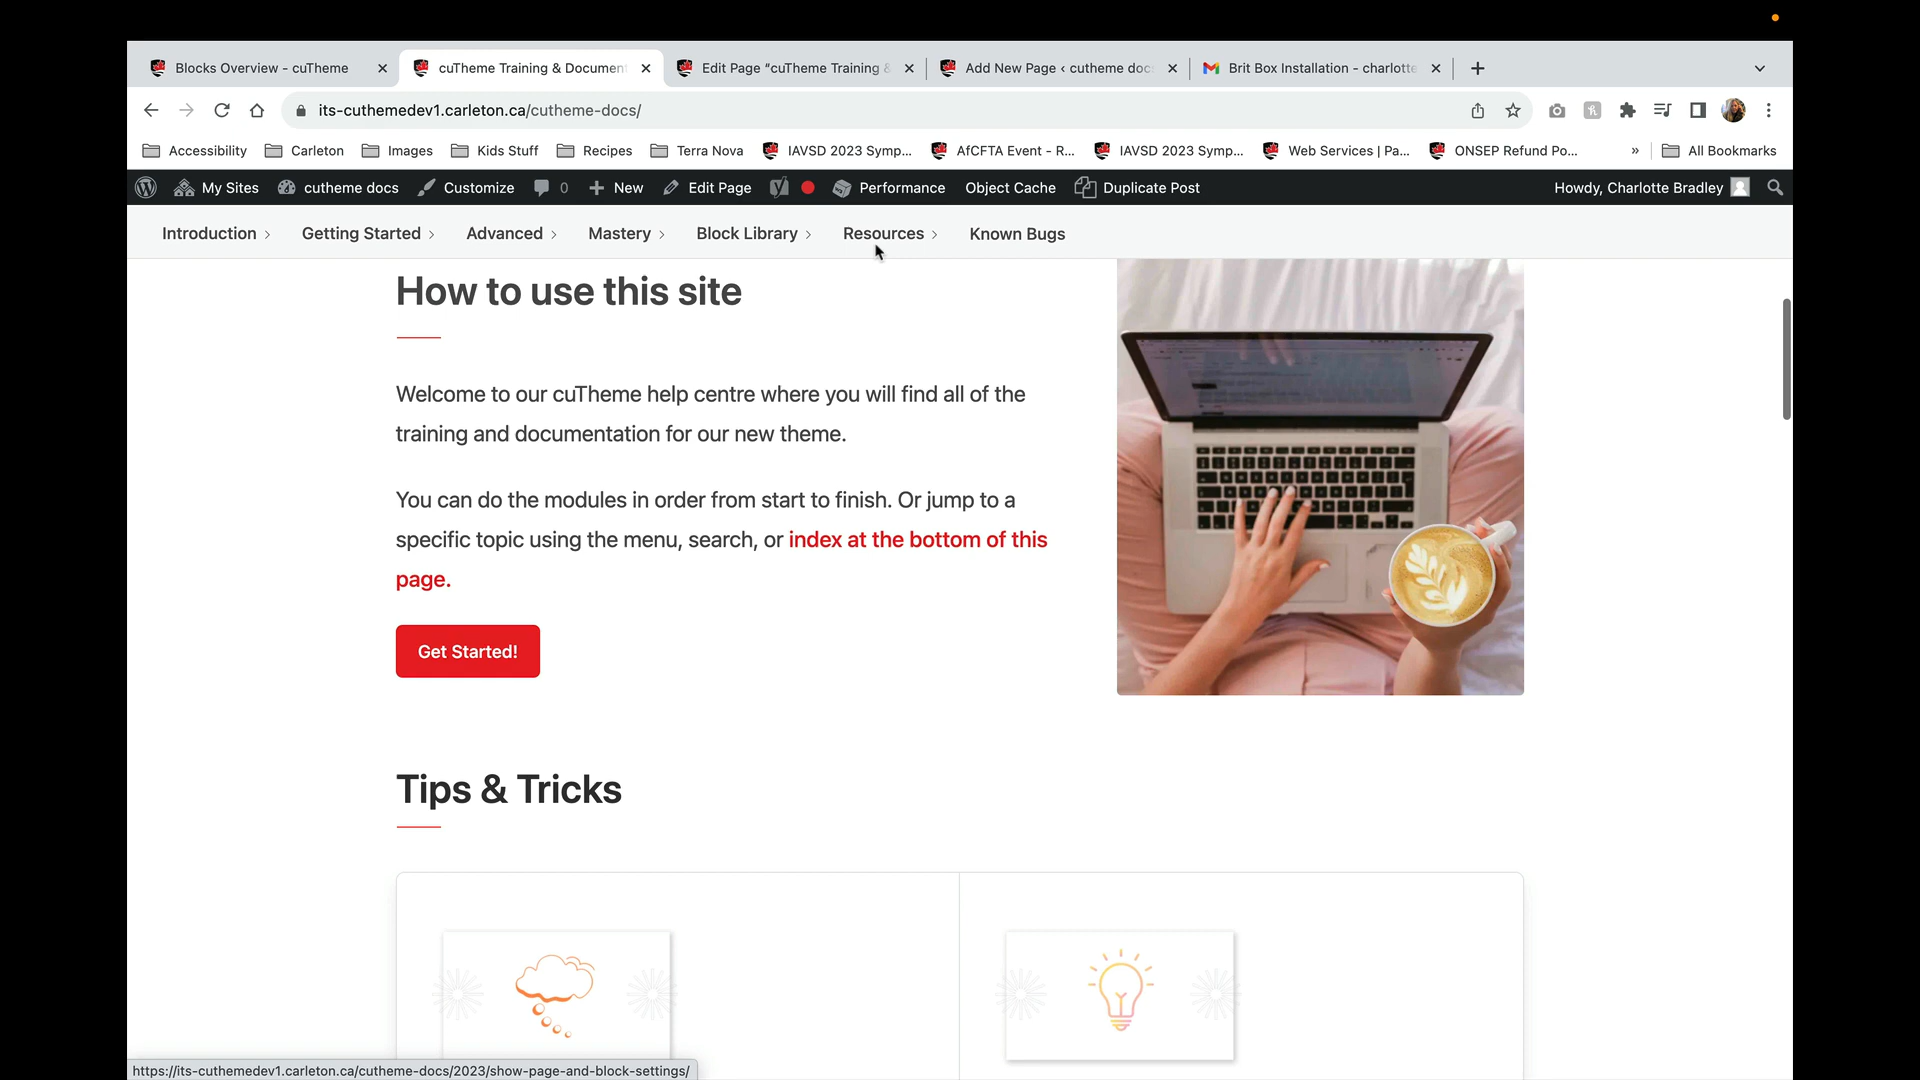 Blocks Overview - cuTheme
cuTheme Training & Documen
Edit Page "cuTheme Training &
Add New Page ‹ cutheme doc
Brit Box Installation - charlotte
its-cuthemedev1.carleton.ca/cutheme-docs/
Accessibility
Carleton
Images
Kids Stuff
Recipes
Terra Nova
IAVSD 2023 Symp...
AfCFTA Event - R...
IAVSD 2023 Symp...
Web Services | Pa...
ONSEP Refund Po...
»
All Bookmarks
My Sites
cutheme docs
Customize
0
New
Edit Page
Performance
Object Cache
Duplicate Post
Howdy, Charlotte Bradley
Introduction
Getting Started
Advanced
Mastery
Block Library
Resources
Known Bugs
How to use this site
Welcome to our cuTheme help centre where you will find all of the
training and documentation for our new theme.
You can do the modules in order from start to finish. Or jump to a
specific topic using the menu, search, or index at the bottom of this
page.
Get Started!
Tips & Tricks
https://its-cuthemedev1.carleton.ca/cutheme-docs/2023/show-page-and-block-settings/